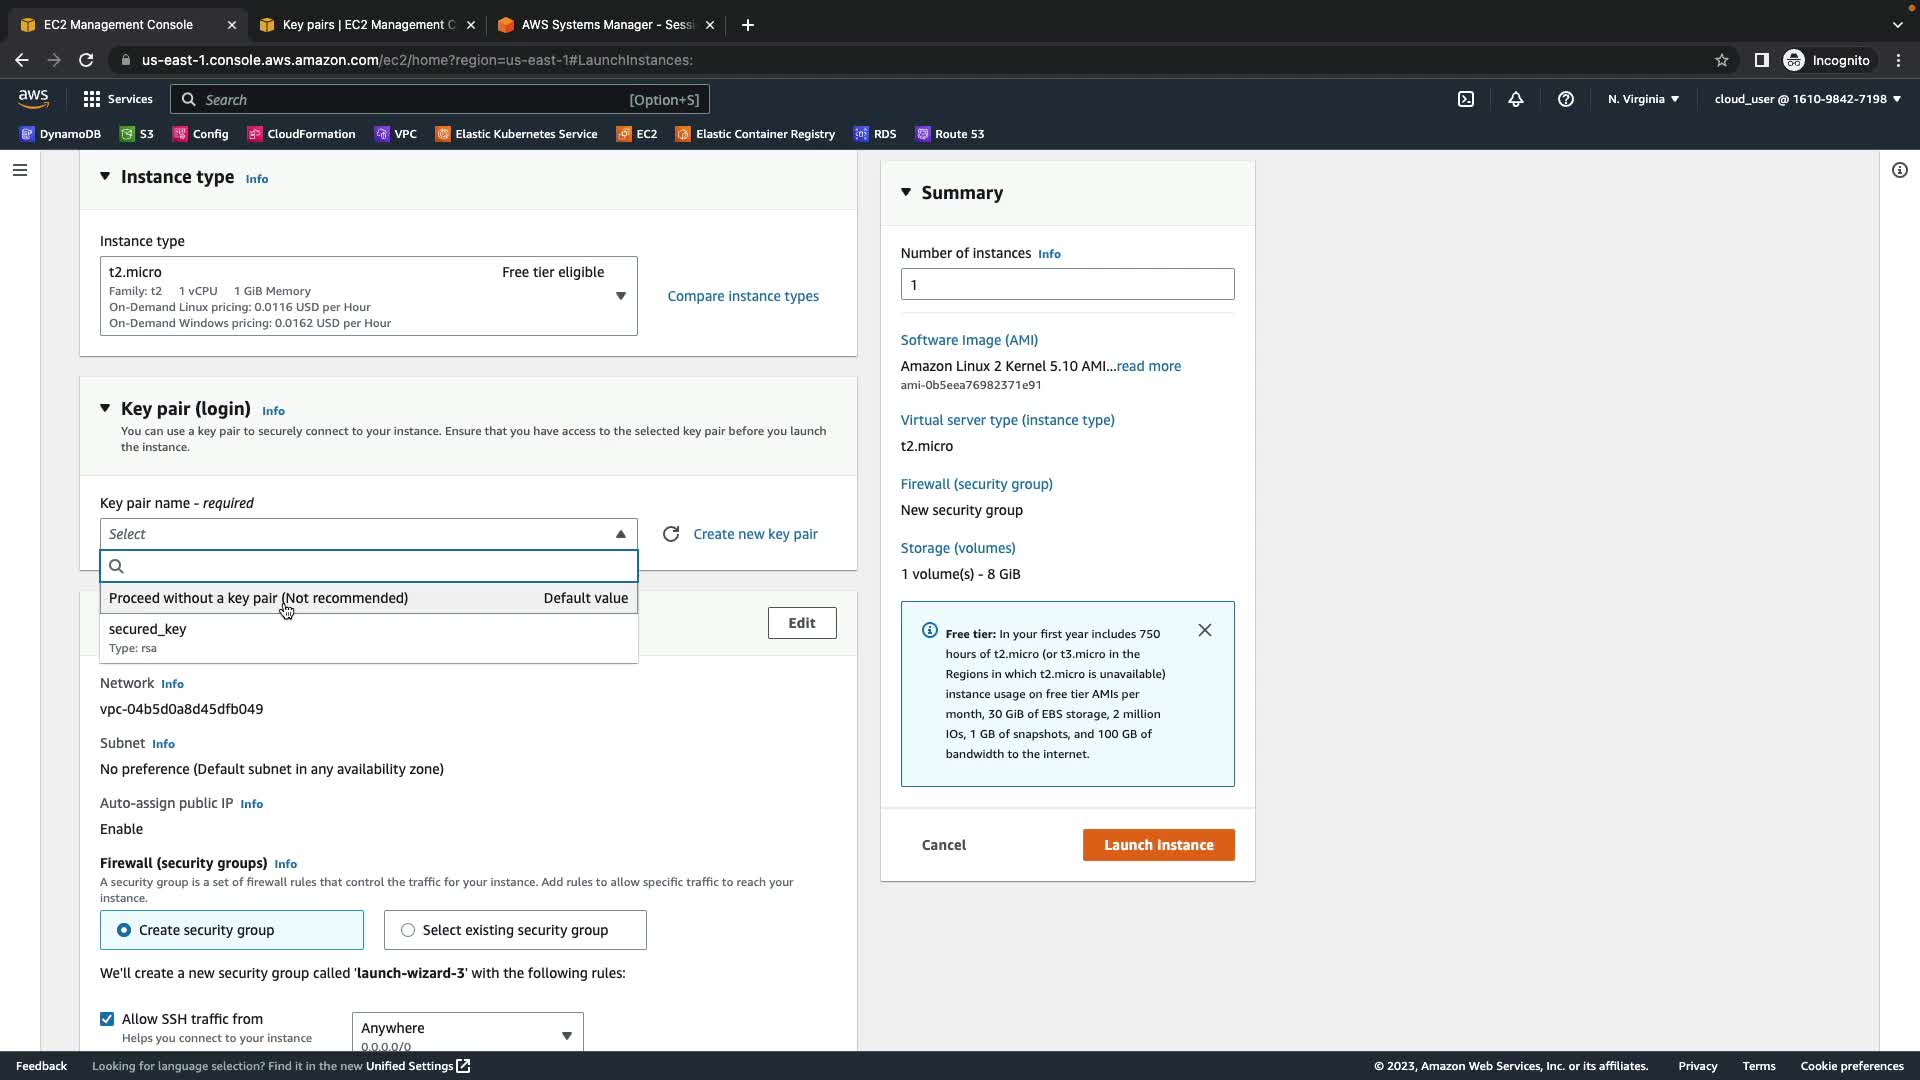 EC2 Management Console
Key pairs | EC2 Management C
AWS Systems Manager - Sessi
us-east-1.console.aws.amazon.com/ec2/home?region=us-east-1#LaunchInstances:
Incognito
aws
Services
Search
[Option+S]
N. Virginia
cloud_user @ 1610-9842-7198
DynamoDB
S3
Config
CloudFormation
VPC
Elastic Kubernetes Service
EC2
Elastic Container Registry
RDS
Route 53
Instance type Info
Instance type
t2.micro
Free tier eligible
Family: t2 1 vCPU 1 GiB Memory
On-Demand Linux pricing: 0.0116 USD per Hour
On-Demand Windows pricing: 0.0162 USD per Hour
Compare instance types
Key pair (login) Info
You can use a key pair to securely connect to your instance. Ensure that you have access to the selected key pair before you launch
the instance.
Key pair name - required
Select
Create new key pair
Proceed without a key pair (Not recommended)
Default value
secured_key
Type: rsa
Edit
Network Info
vpc-04b5d0a8d45dfb049
Subnet Info
No preference (Default subnet in any availability zone)
Auto-assign public IP Info
Enable
Firewall (security groups) Info
A security group is a set of firewall rules that control the traffic for your instance. Add rules to allow specific traffic to reach your
instance.
Create security group
Select existing security group
We'll create a new security group called 'launch-wizard-3' with the following rules:
Allow SSH traffic from
Helps you connect to your instance
Anywhere
0.0.0.0/0
Summary
Number of instances Info
1
Software Image (AMI)
Amazon Linux 2 Kernel 5.10 AMI...read more
ami-0b5eea76982371e91
Virtual server type (instance type)
t2.micro
Firewall (security group)
New security group
Storage (volumes)
1 volume(s) - 8 GiB
Free tier: In your first year includes 750
hours of t2.micro (or t3.micro in the
Regions in which t2.micro is unavailable)
instance usage on free tier AMIs per
month, 30 GiB of EBS storage, 2 million
IOs, 1 GB of snapshots, and 100 GB of
bandwidth to the internet.
Cancel
Launch instance
Feedback
Looking for language selection? Find it in the new Unified Settings
© 2023, Amazon Web Services, Inc. or its affiliates.
Privacy
Terms
Cookie preferences